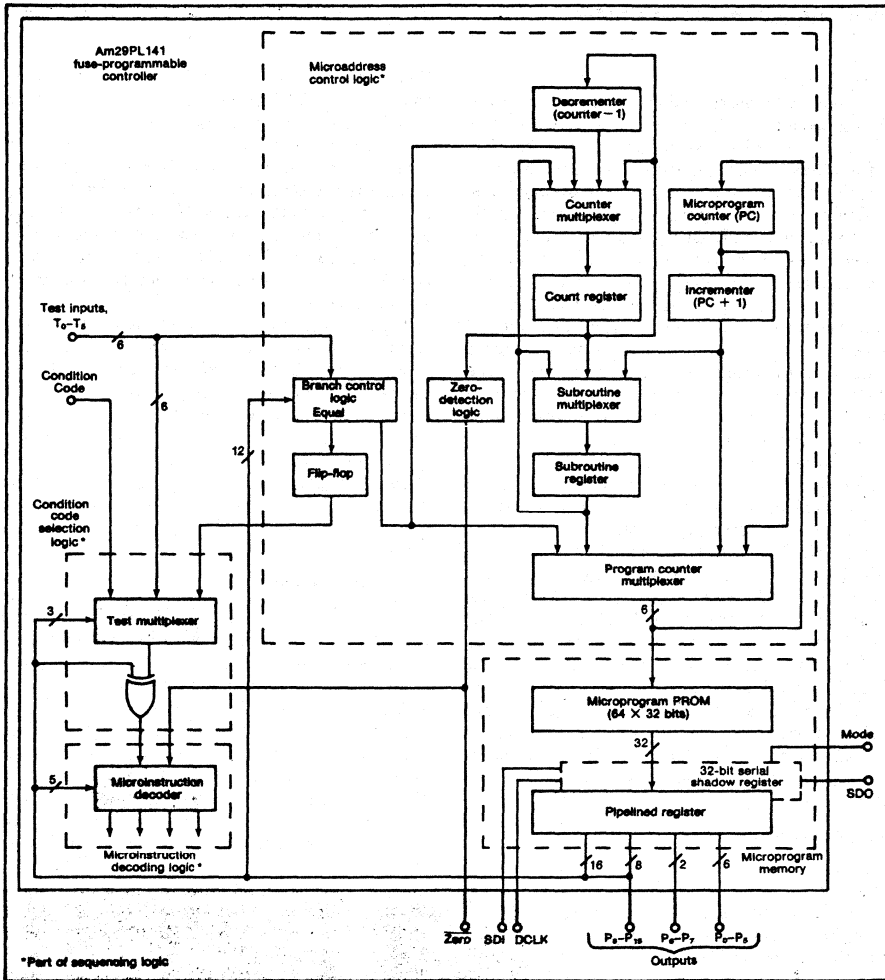 Am29PL141
fuse-programmable
controller
Microaddress
control logic*
Decrementer
(counter − 1)
Counter
multiplexer
Microprogram
counter (PC)
Count register
Incrementer
(PC + 1)
Test inputs,
T₀–T₅
6
Condition
Code
6
Branch control
logic
Equal
Zero-
detection
logic
Subroutine
multiplexer
12
Flip-flop
Subroutine
register
Condition
code
selection
logic*
Program counter
multiplexer
3
Test multiplexer
6
Microprogram PROM
(64 × 32 bits)
Mode
32
32-bit serial
shadow register
5
Microinstruction
decoder
SDO
Pipelined register
Microinstruction
decoding logic*
16
8
2
6
Microprogram
memory
Zero
SDI
DCLK
P₈–P₁₅
P₆–P₇
P₀–P₅
Outputs
*Part of sequencing logic